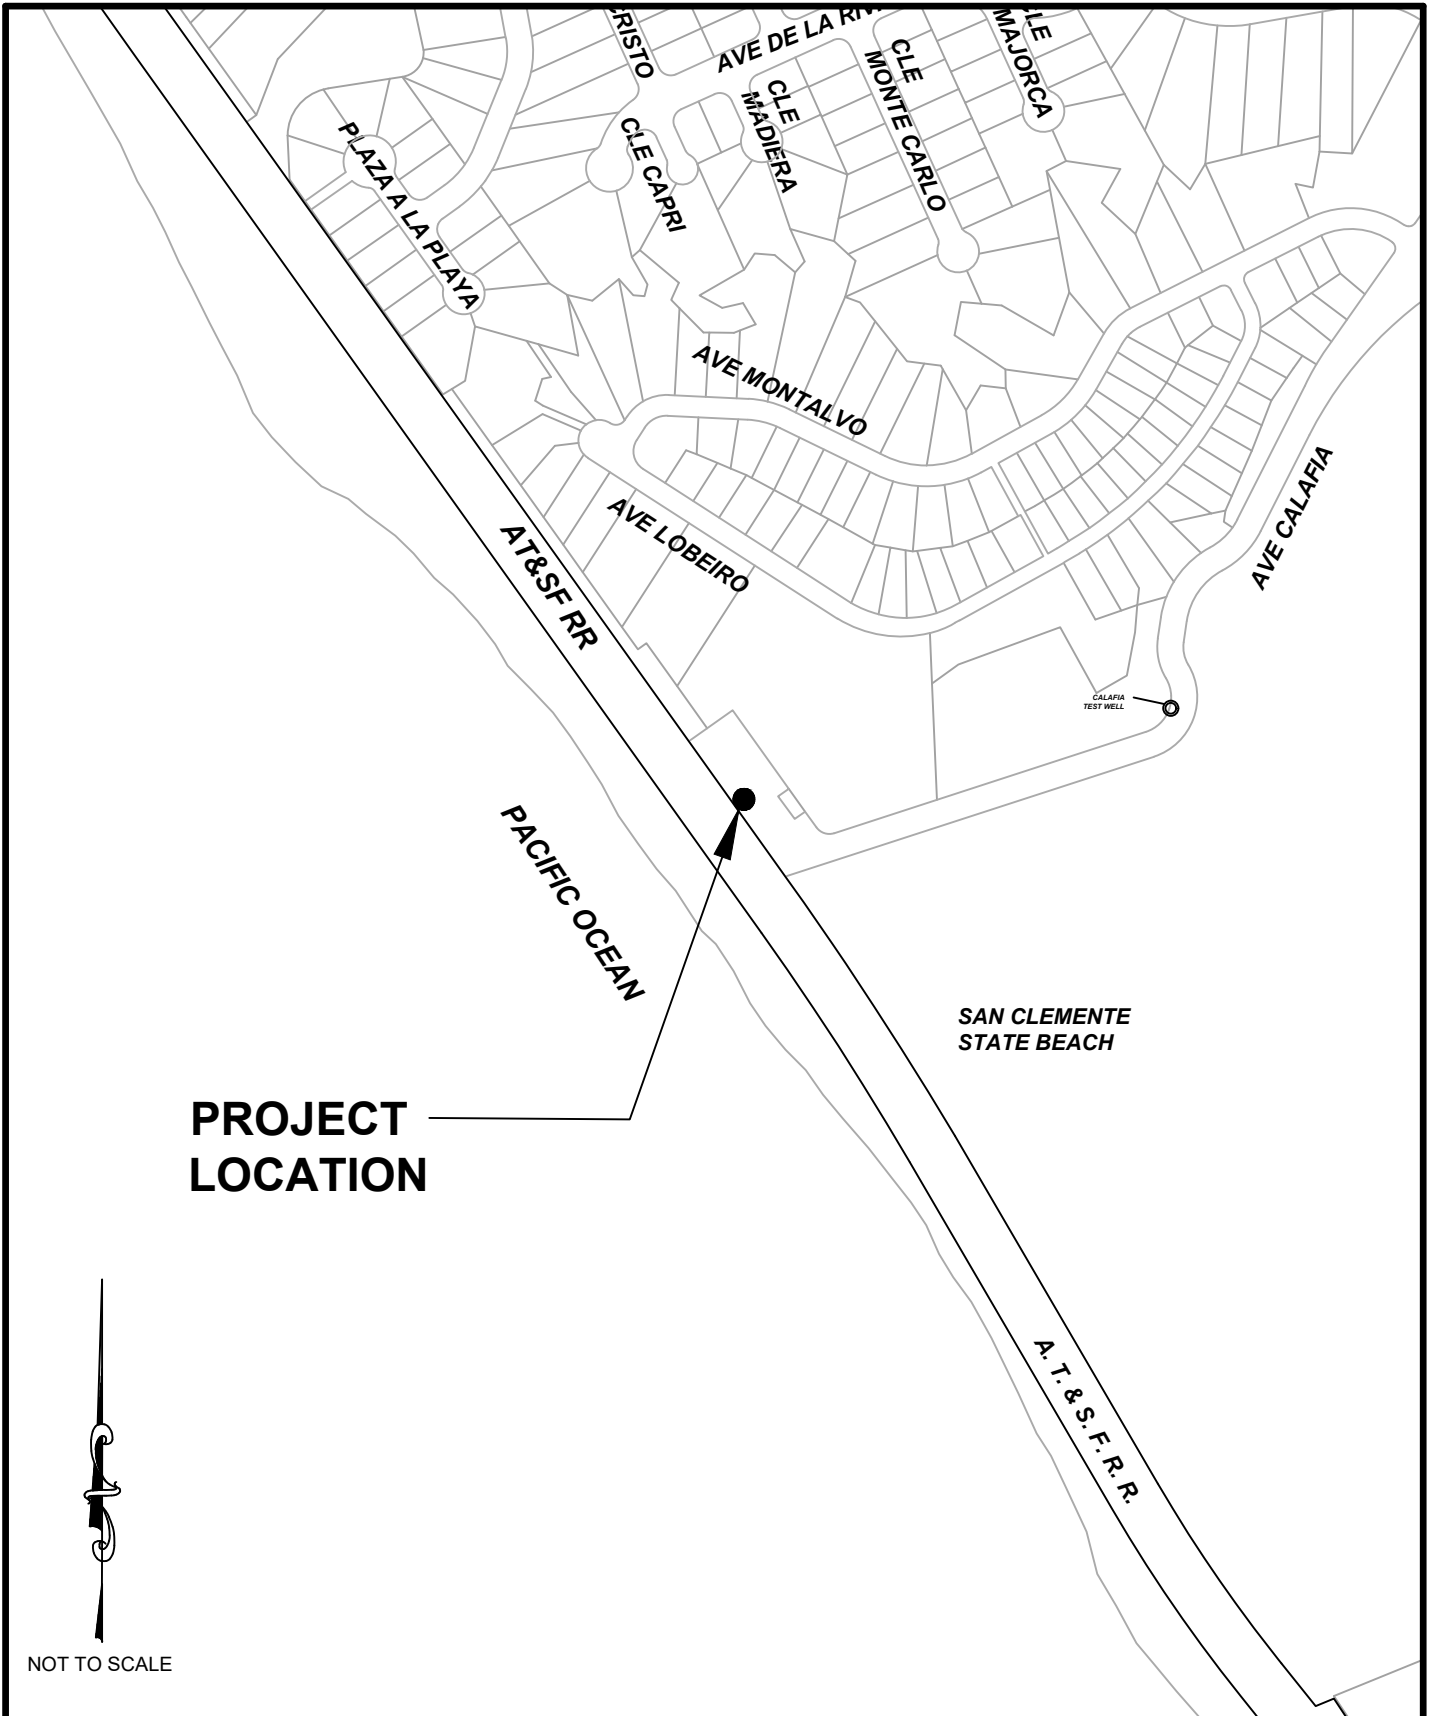 CRISTO
AVE DE LA RIV
CLE
MAJORCA
CLE
MONTE CARLO
CLE
MADIERA
CLE CAPRI
PLAZA A LA PLAYA
AVE MONTALVO
AVE CALAFIA
AVE LOBEIRO
AT&SF RR
CALAFIA
TEST WELL
PACIFIC OCEAN
SAN CLEMENTE
STATE BEACH
PROJECT
LOCATION
A. T. & S. F. R. R.
NOT TO SCALE